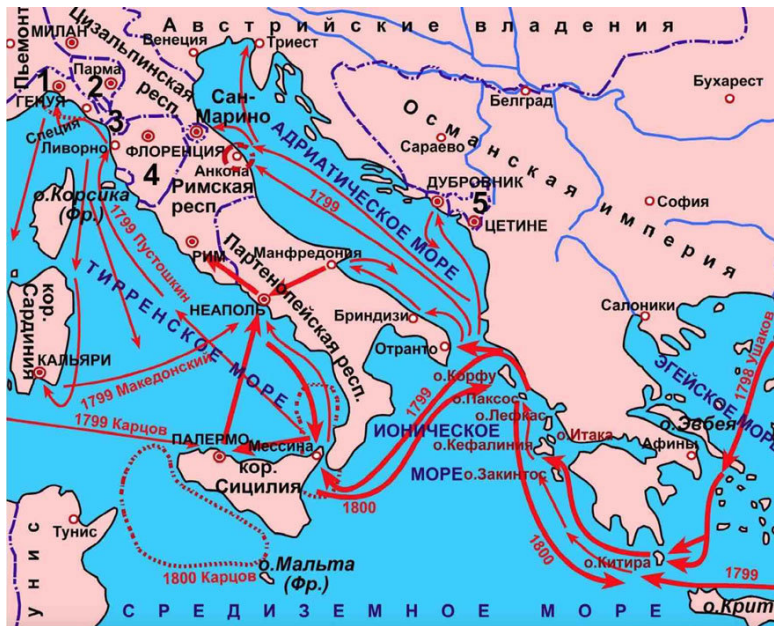 Австрийские владения
Цизальпинская
респ.
МИЛАН
Венеция
Триест
Пьемонт
Парма
1
2
3
ГЕНУЯ
Специя
Ливорно
ФЛОРЕНЦИЯ
4
Сан-
Марино
Анкона
Римская
респ.
Бухарест
Белград
Османская империя
Сараево
АДРИАТИЧЕСКОЕ МОРЕ
1799
ДУБРОВНИК
5
ЦЕТИНЕ
София
о.Корсика
(Фр.)
1799 Пустошкин
РИМ
Партенопейская респ.
Манфредония
НЕАПОЛЬ
Бриндизи
Отранто
Салоники
кор.
Сардиния
КАЛЬЯРИ
ТИРРЕНСКОЕ МОРЕ
1799 Македонский
1799 Карцов
ЭГЕЙСКОЕ МОРЕ
1798 Ушаков
о.Корфу
о.Паксос
о.Лефкас
1799
ИОНИЧЕСКОЕ
МОРЕ
о.Кефалиния
о.Итака
о.Закинтос
о.Эвбея
Афины
ПАЛЕРМО
Мессина
кор.
Сицилия
1800
Тунис
унис
о.Мальта
(Фр.)
1800 Карцов
1800
о.Китира
1799
о.Крит
СРЕДИЗЕМНОЕ МОРЕ